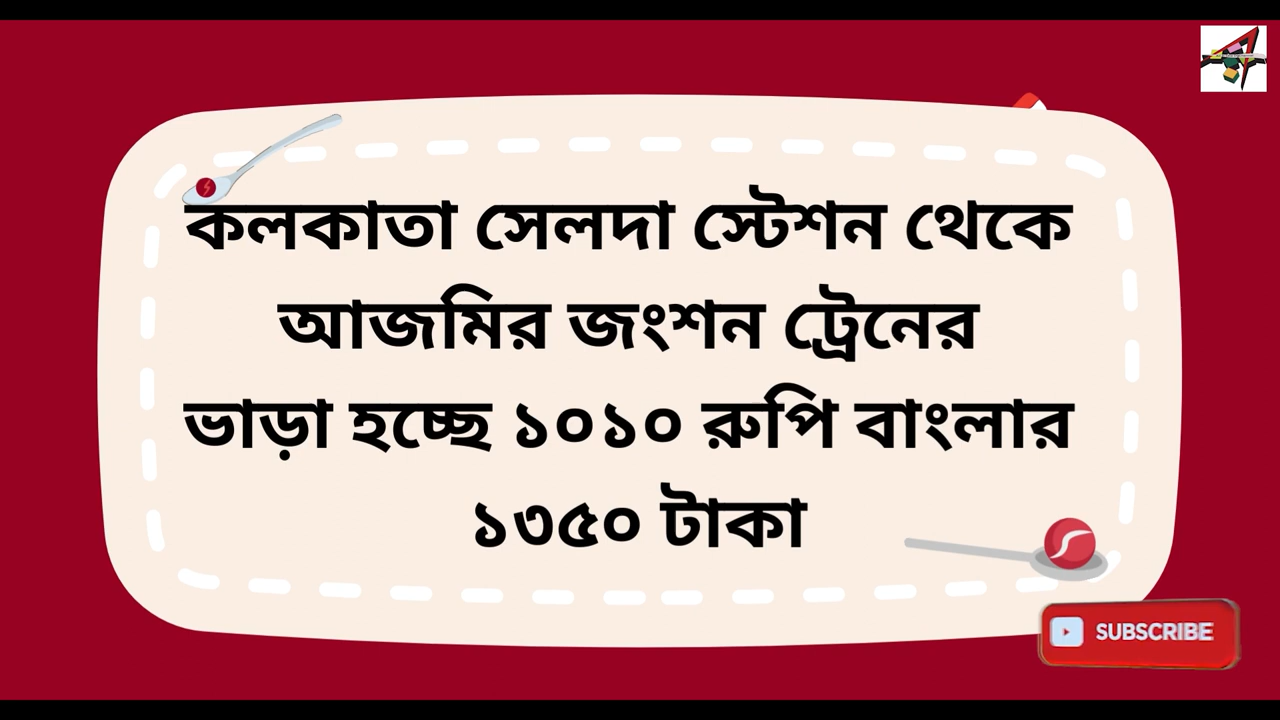 কলকাতা সেলদা স্টেশন থেকে
আজমির জংশন ট্রেনের
ভাড়া হচ্ছে ১০১০ রুপি বাংলার
১৩৫০ টাকা
SUBSCRIBE